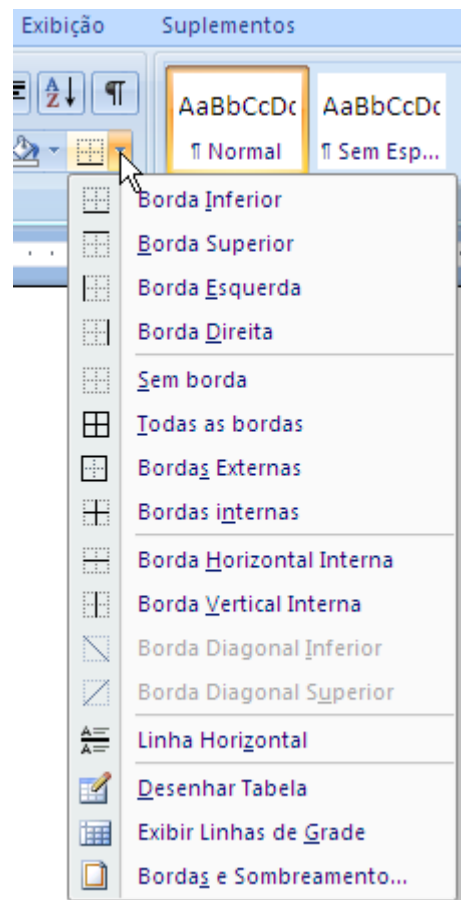 Exibição Suplementos
AaBbCcDc AaBbCcDc
¶ Normal ¶ Sem Esp...
Borda Inferior
Borda Superior
Borda Esquerda
Borda Direita
Sem borda
Todas as bordas
Bordas Externas
Bordas internas
Borda Horizontal Interna
Borda Vertical Interna
Borda Diagonal Inferior
Borda Diagonal Superior
Linha Horizontal
Desenhar Tabela
Exibir Linhas de Grade
Bordas e Sombreamento...